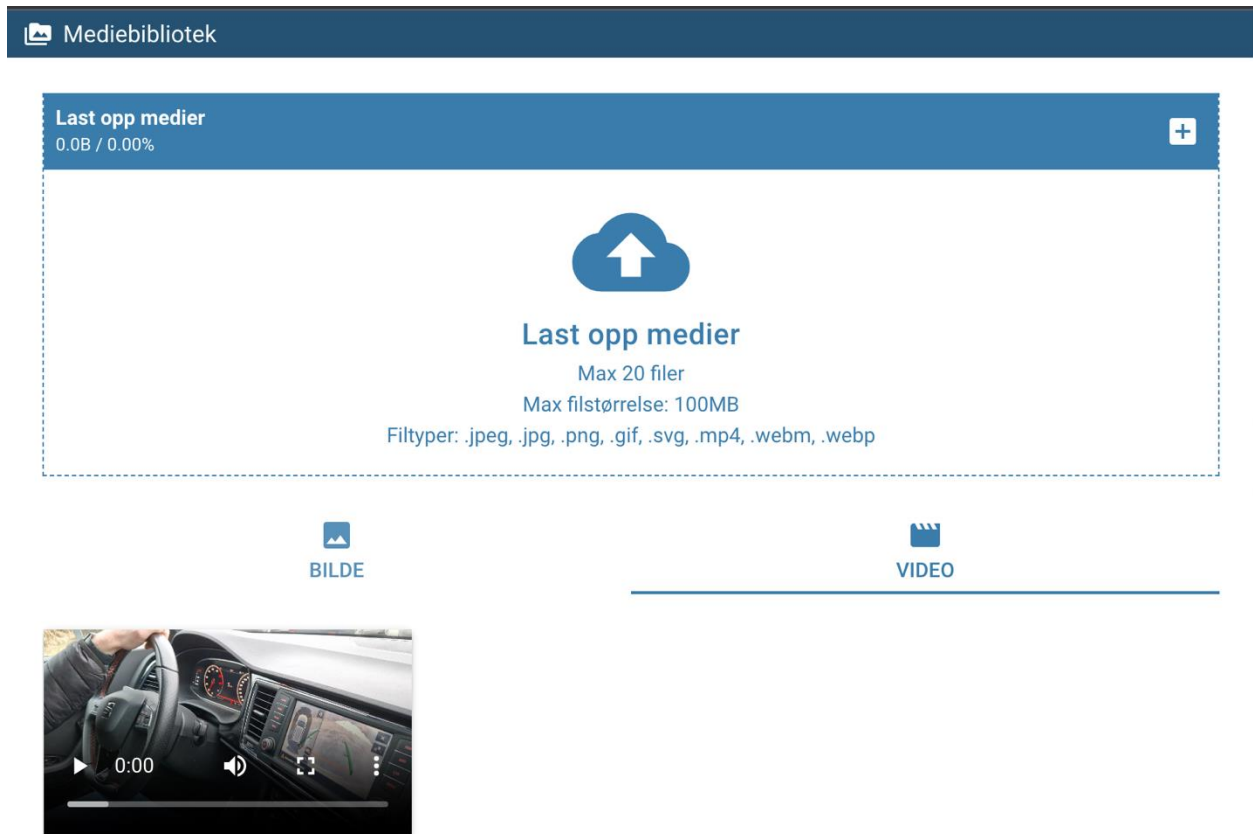 Mediebibliotek
Last opp medier
0.0B / 0.00%
Last opp medier
Max 20 filer
Max filstørrelse: 100MB
Filtyper: .jpeg, .jpg, .png, .gif, .svg, .mp4, .webm, .webp
BILDE
VIDEO
0:00